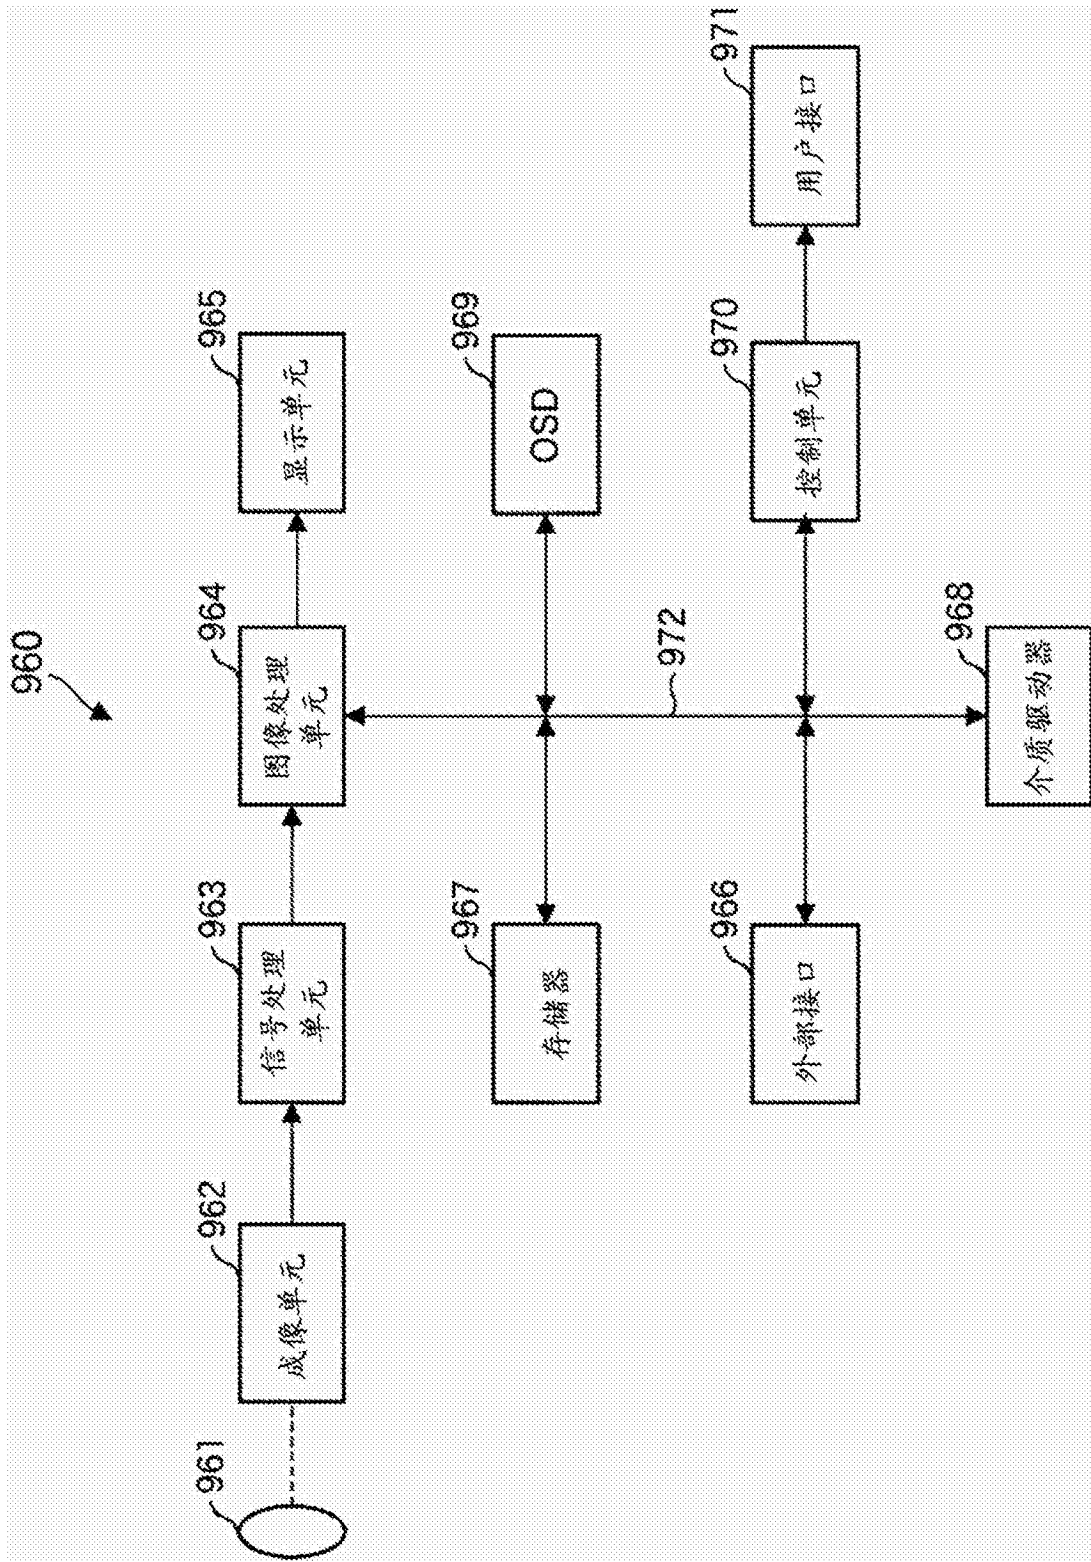 960
961
962
成像单元
963
信号处理
单元
964
图像处理
单元
965
显示单元
967
存储器
969
OSD
972
966
外部接口
970
控制单元
971
用户接口
968
介质驱动器